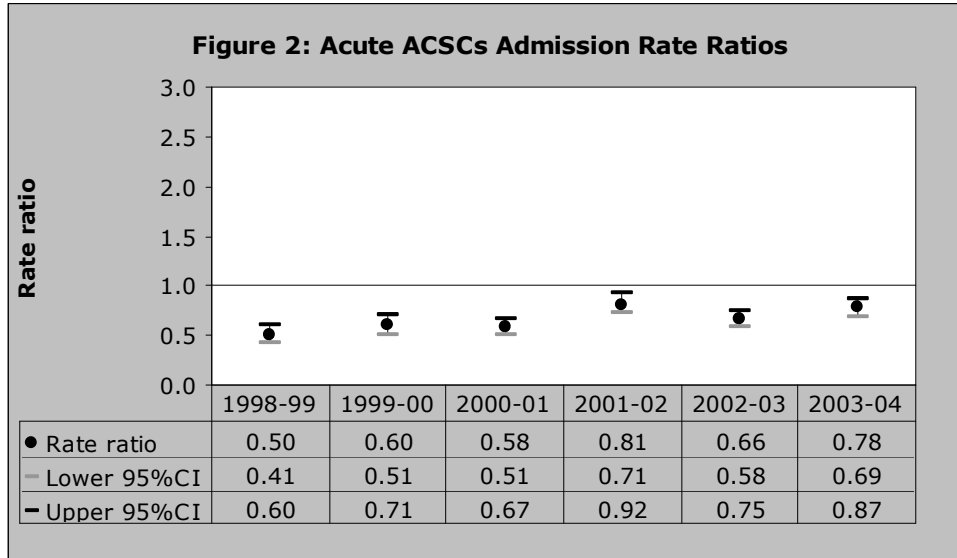 Figure 2: Acute ACSCs Admission Rate Ratios
Rate ratio
3.0
2.5
2.0
1.5
1.0
0.5
0.0
1998-99 1999-00 2000-01 2001-02 2002-03 2003-04
Rate ratio 0.50 0.60 0.58 0.81 0.66 0.78
Lower 95%CI 0.41 0.51 0.51 0.71 0.58 0.69
Upper 95%CI 0.60 0.71 0.67 0.92 0.75 0.87